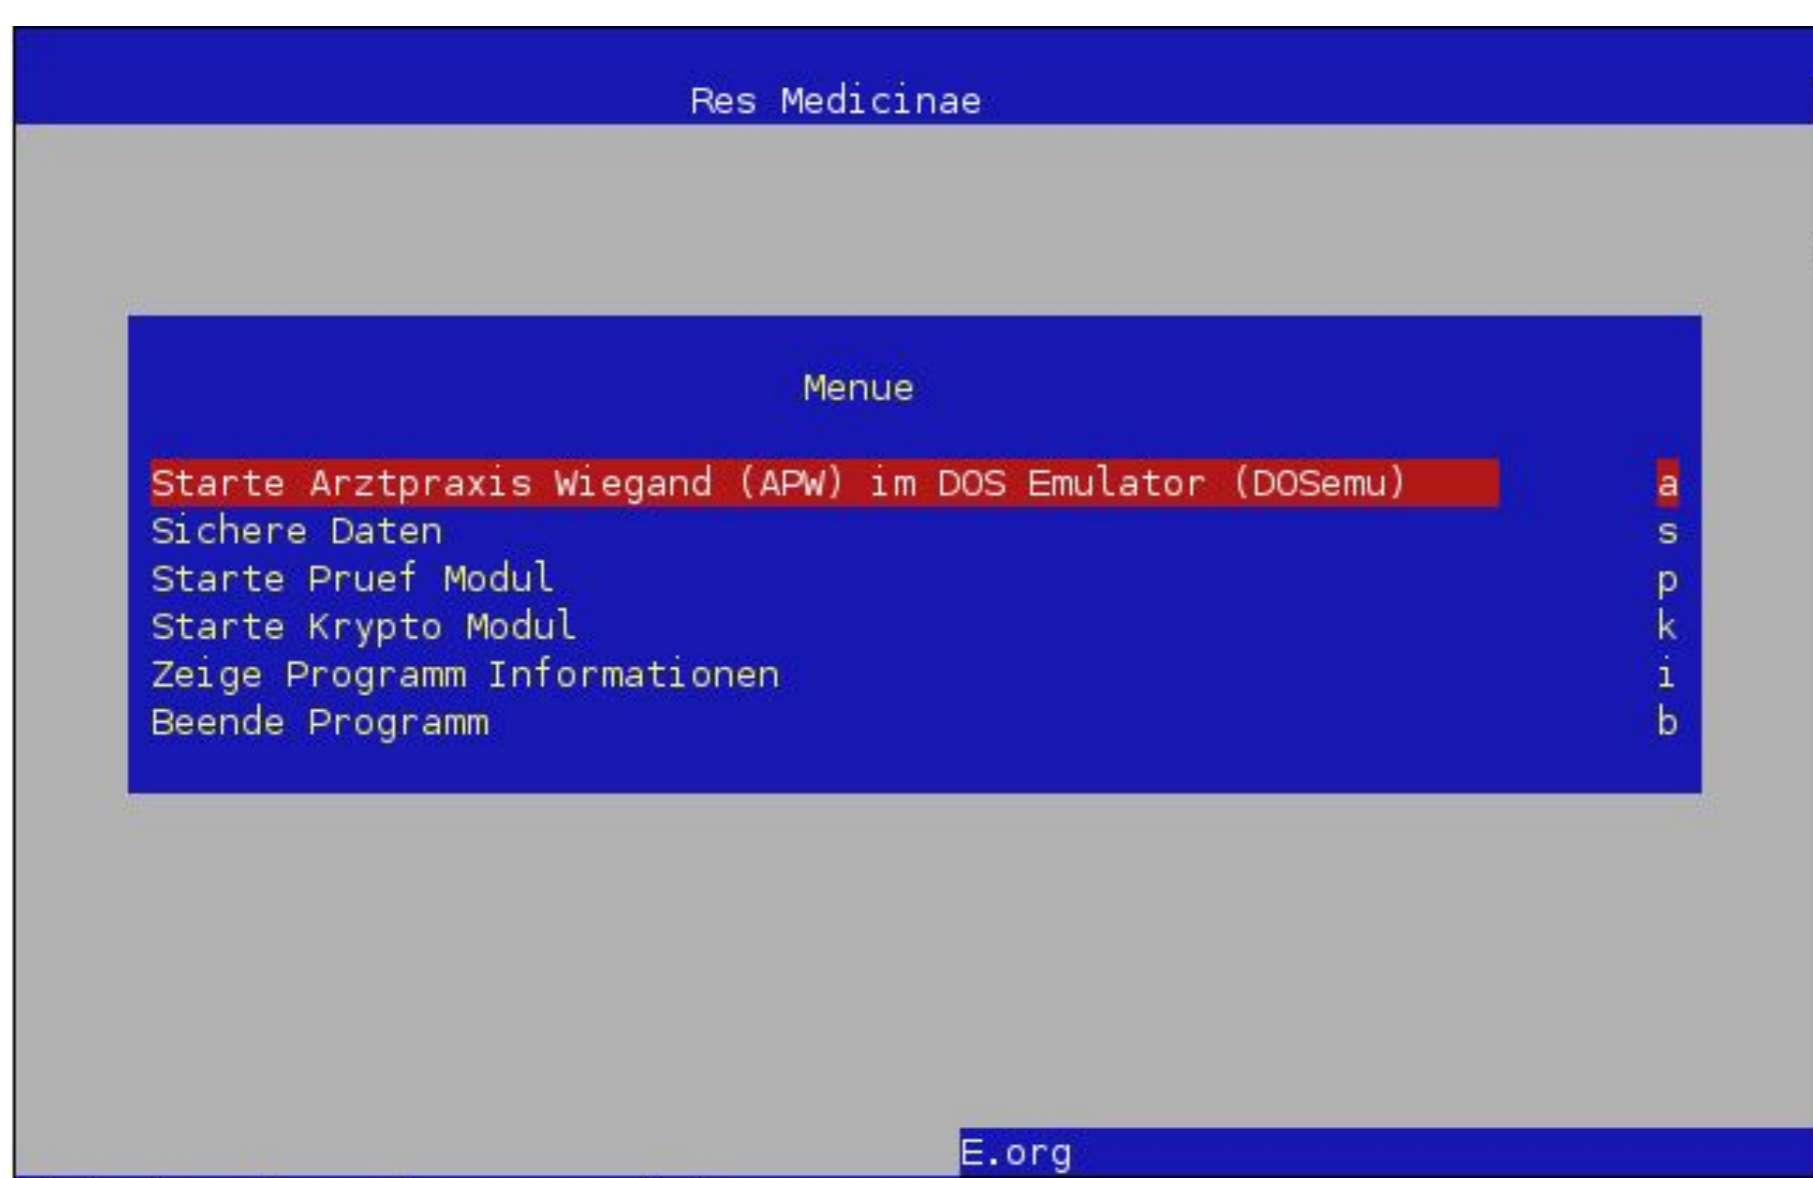 Res Medicinae
Menue
Starte Arztpraxis Wiegand (APW) im DOS Emulator (DOSemu) a
Sichere Daten s
Starte Pruef Modul p
Starte Krypto Modul k
Zeige Programm Informationen i
Beende Programm b
E.org